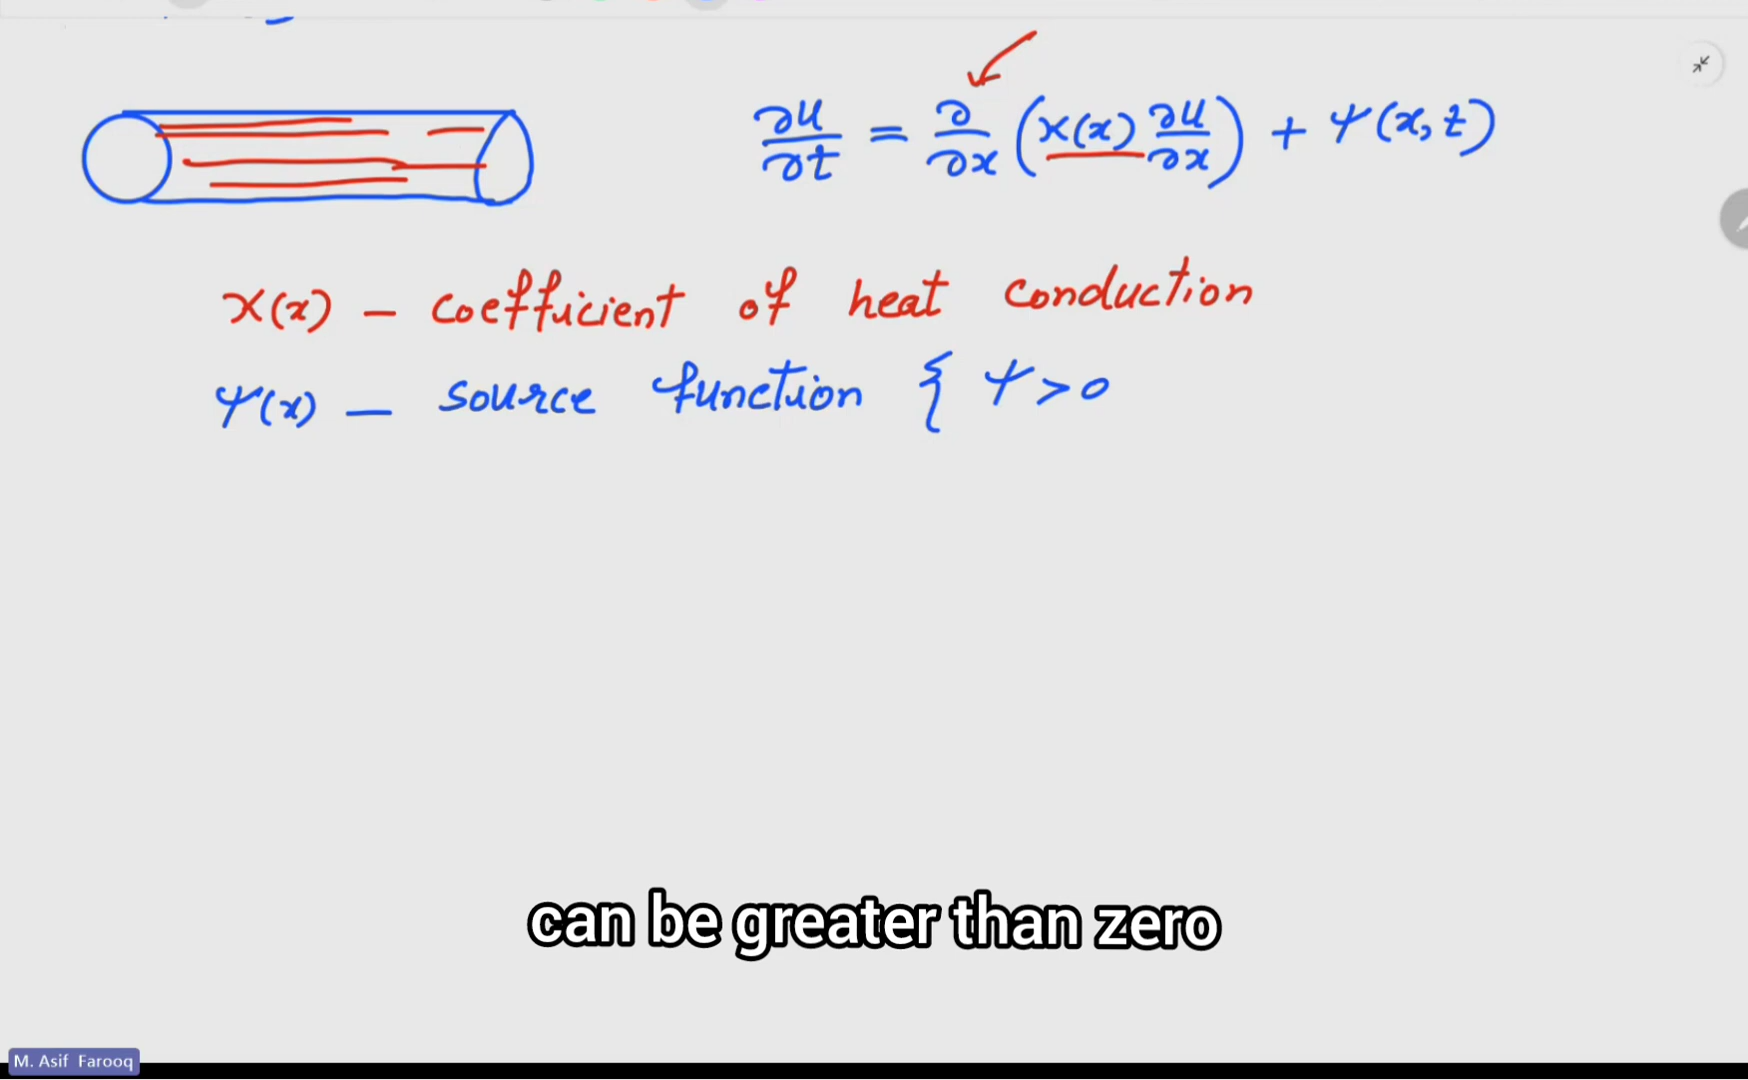 ∂u/∂t = ∂/∂x (x(x) ∂u/∂x) + ψ(x, t)
x(x) – coefficient of heat conduction
ψ(x) – source function { ψ > 0
can be greater than zero
M. Asif Farooq